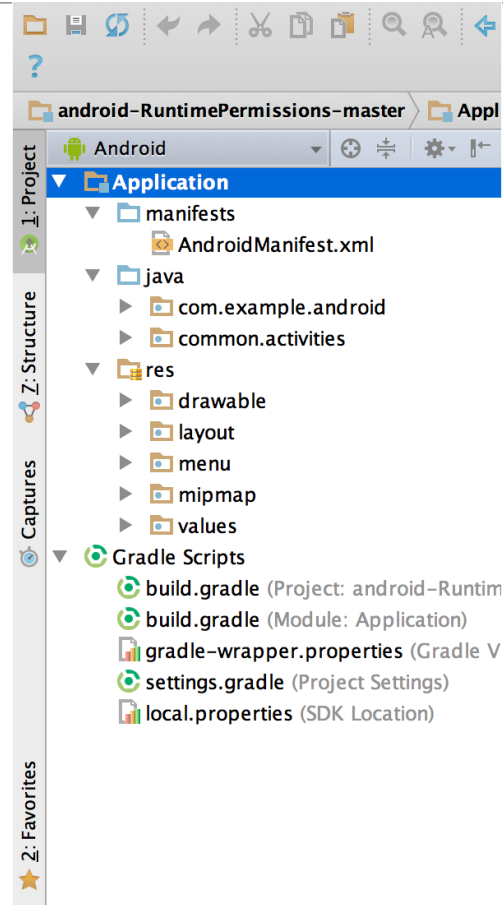 ?
android-RuntimePermissions-master Appl
Android
Application
manifests
AndroidManifest.xml
java
com.example.android
common.activities
res
drawable
layout
menu
mipmap
values
Gradle Scripts
build.gradle (Project: android-Runtim
build.gradle (Module: Application)
gradle-wrapper.properties (Gradle V
settings.gradle (Project Settings)
local.properties (SDK Location)
1: Project
7: Structure
Captures
2: Favorites